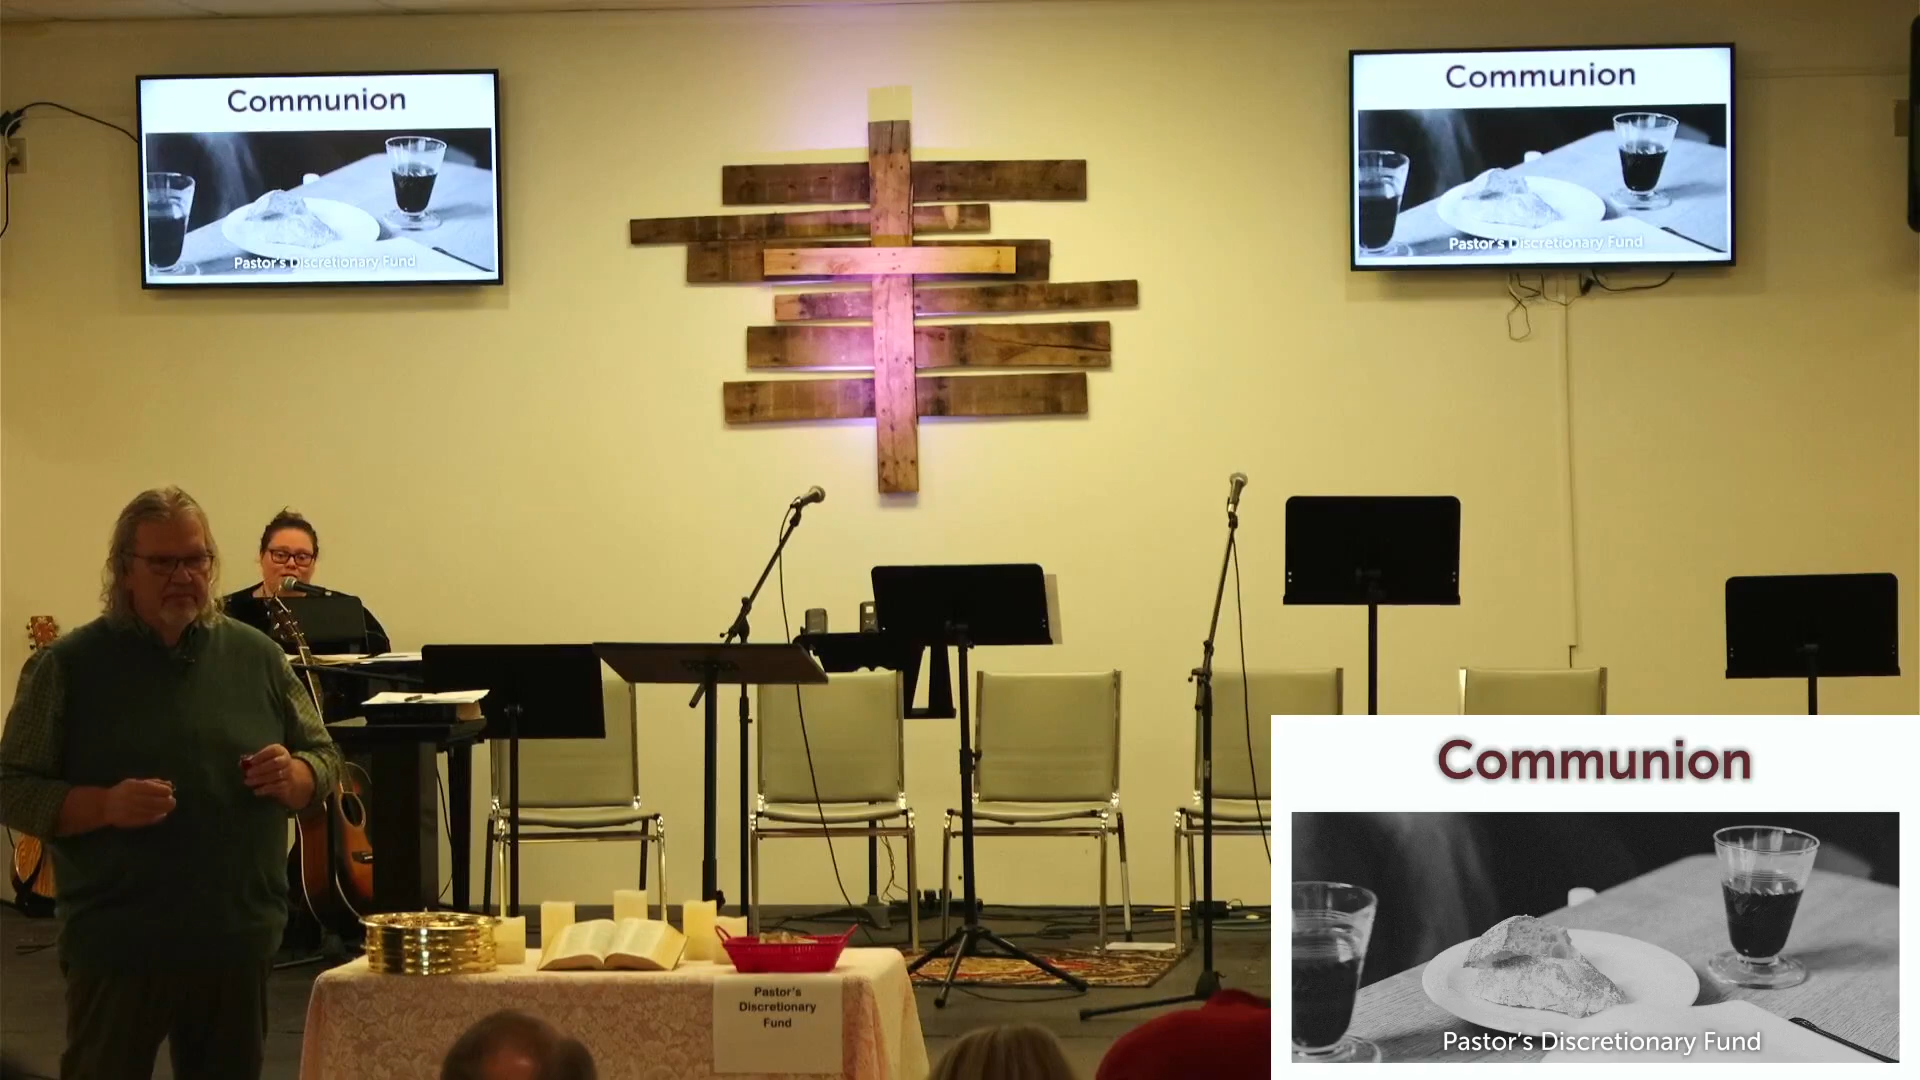 Communion
Pastor's Discretionary Fund
Communion
Pastor's Discretionary Fund
Pastor's
Discretionary
Fund
Communion
Pastor's Discretionary Fund